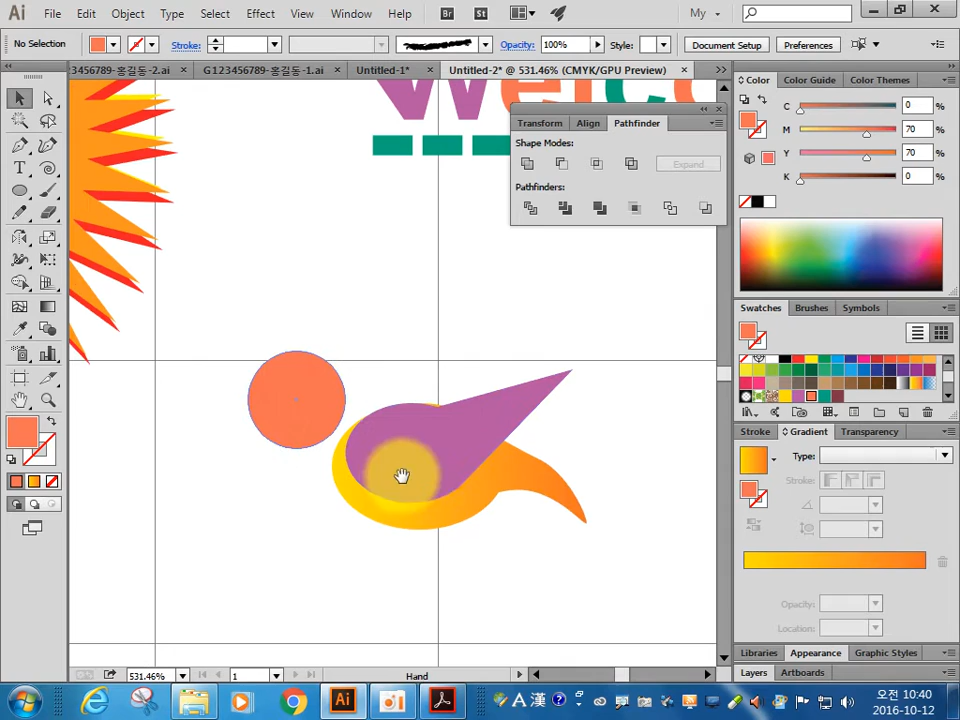 Ai File Edit Object Type Select Effect View Window Help Br St My
No Selection Stroke: Opacity: 100% Style: Document Setup Preferences
3456789-홍길동-2.ai × G123456789-홍길동-1.ai × Untitled-1* × Untitled-2* @ 531.46% (CMYK/GPU Preview) ×
Transform Align Pathfinder
Shape Modes:
Expand
Pathfinders:
Color Color Guide Color Themes
C 0 %
M 70 %
Y 70 %
K 0 %
Swatches Brushes Symbols
Stroke Gradient Transparency
Type:
Stroke:
Opacity:
Location:
Libraries Appearance Graphic Styles
Layers Artboards
531.46% 1 Hand
A 漢 오전 10:40
2016-10-12